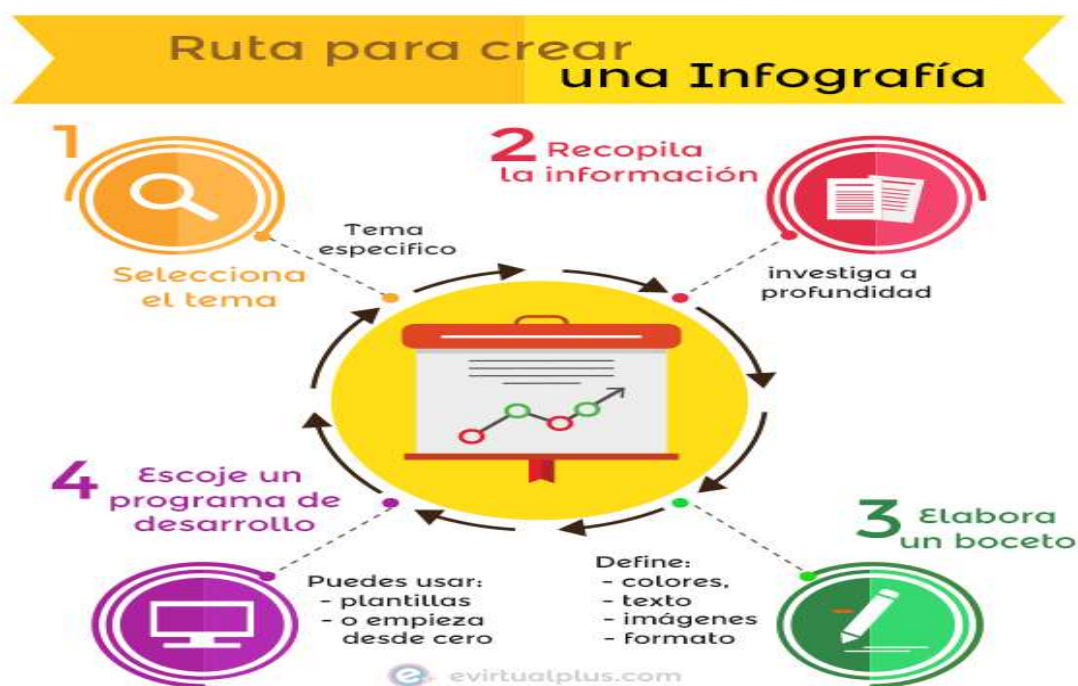 Ruta para crear
una Infografía
1
Selecciona
el tema
Tema
especifico
2 Recopila
la información
investiga a
profundidad
3 Elabora
un boceto
Define:
- colores,
- texto
- imágenes
- formato
4 Escoje un
programa de
desarrollo
Puedes usar:
- plantillas
- o empieza
desde cero
evirtualplus.com